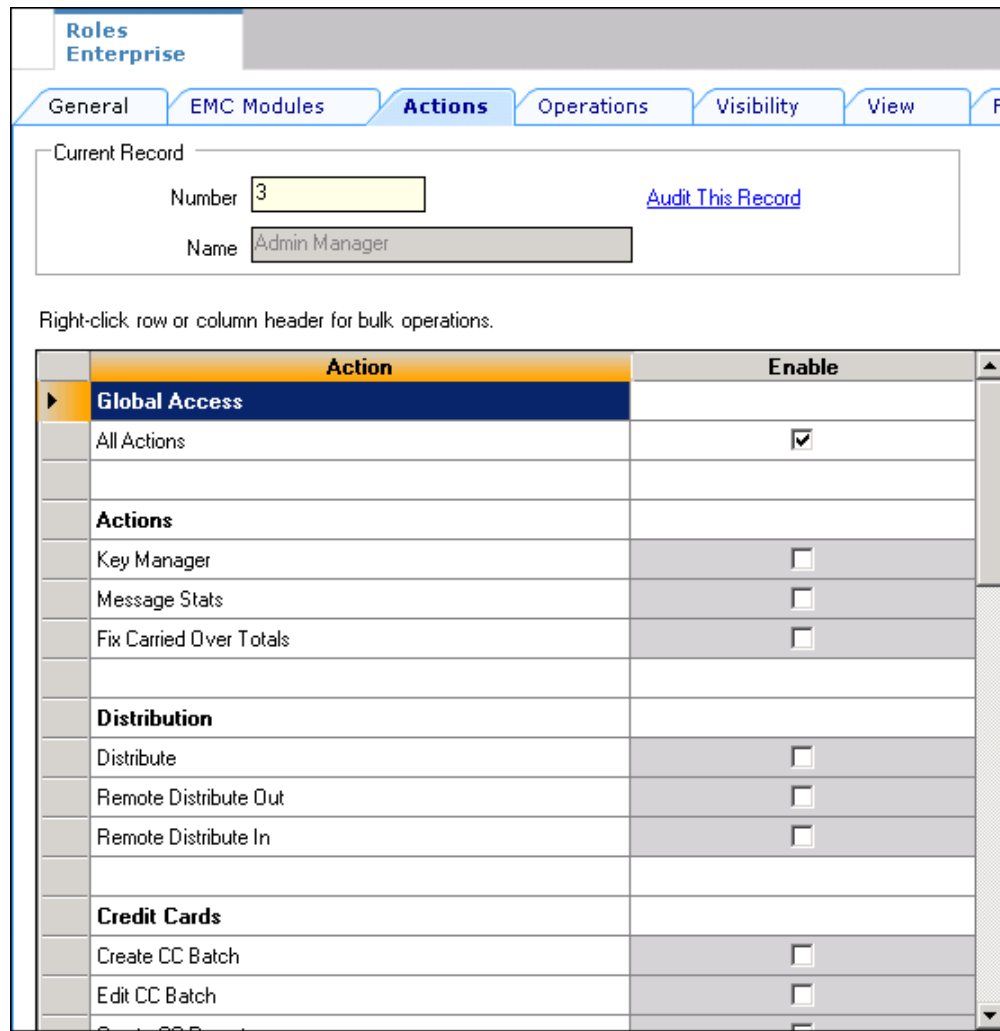 Roles
Enterprise
General EMC Modules Actions Operations Visibility View
Current Record
Number 3 Audit This Record
Name Admin Manager
Right-click row or column header for bulk operations.
Action Enable
Global Access
All Actions
Actions
Key Manager
Message Stats
Fix Carried Over Totals
Distribution
Distribute
Remote Distribute Out
Remote Distribute In
Credit Cards
Create CC Batch
Edit CC Batch